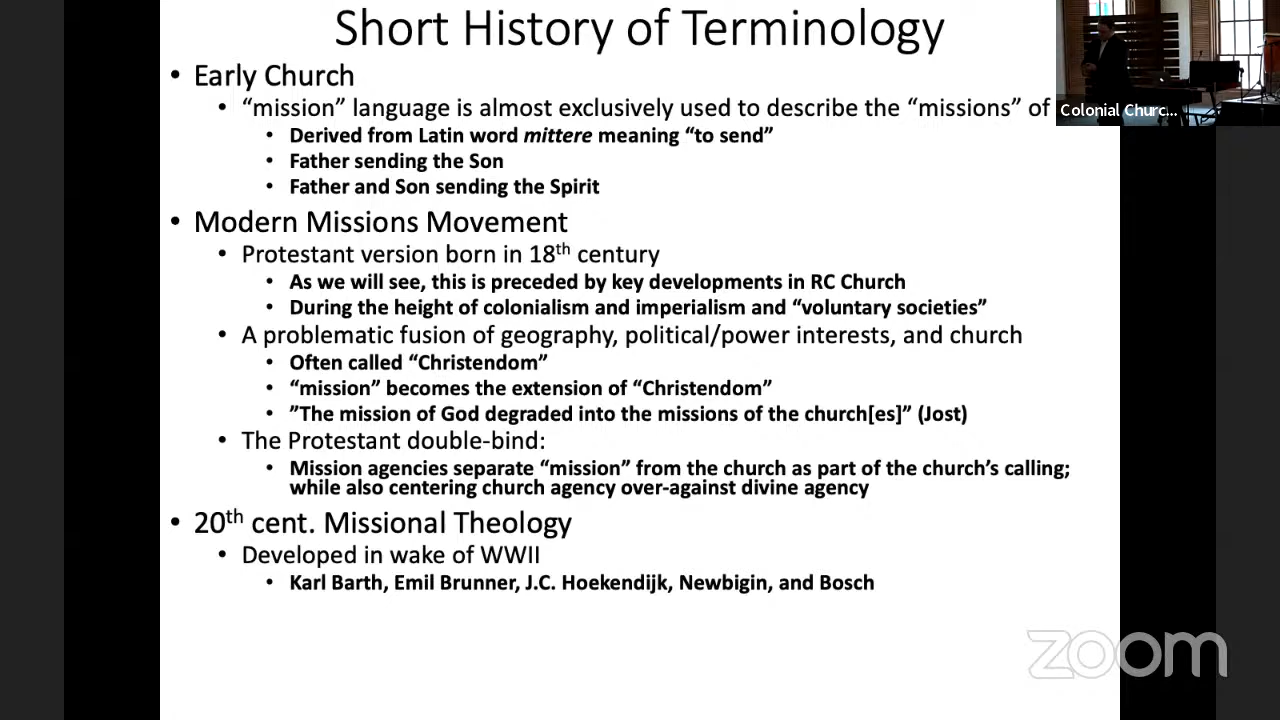 Short History of Terminology
• Early Church
• “mission” language is almost exclusively used to describe the “missions” of
• Derived from Latin word mittere meaning “to send”
• Father sending the Son
• Father and Son sending the Spirit
• Modern Missions Movement
• Protestant version born in 18th century
• As we will see, this is preceded by key developments in RC Church
• During the height of colonialism and imperialism and “voluntary societies”
• A problematic fusion of geography, political/power interests, and church
• Often called “Christendom”
• “mission” becomes the extension of “Christendom”
• ”The mission of God degraded into the missions of the church[es]” (Jost)
• The Protestant double-bind:
• Mission agencies separate “mission” from the church as part of the church’s calling;
while also centering church agency over-against divine agency
• 20th cent. Missional Theology
• Developed in wake of WWII
• Karl Barth, Emil Brunner, J.C. Hoekendijk, Newbigin, and Bosch
Colonial Churc...
zoom